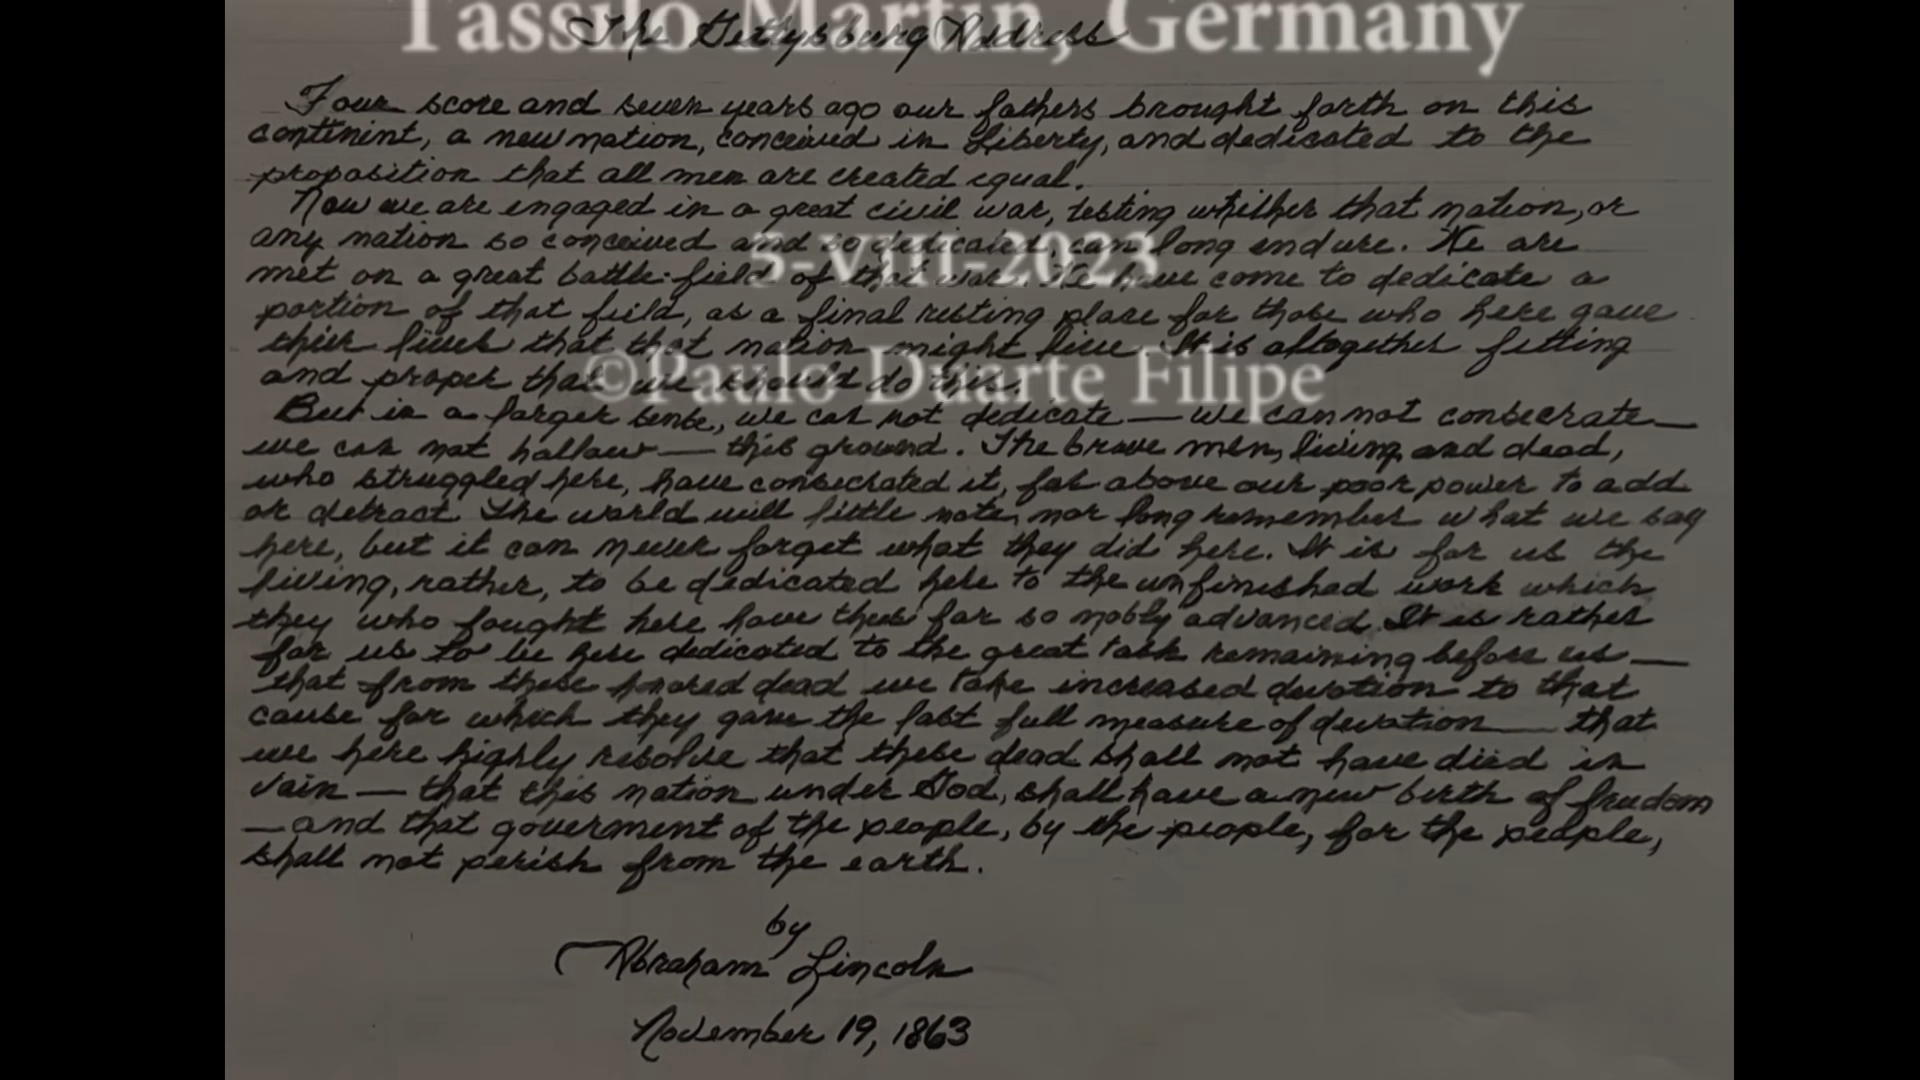 Tassilo Martin, Germany
The Gettysburg Address
Four score and seven years ago our fathers brought forth on this
continint, a new nation, conceived in Liberty, and dedicated to the
proposition that all men are created equal.
Now we are engaged in a great civil war, testing whither that nation, or
any nation so conceived and so dedicated, can long endure. We are
5-VIII-2023
met on a great battle-field of that war. We have come to dedicate a
portion of that field, as a final resting place for those who here gave
their lives that that nation might live. It is altogether fitting
©Paulo Duarte Filipe
and proper that we should do this.
But in a larger sense, we can not dedicate — we can not consecrate —
we can not hallow — this ground. The brave men, living and dead,
who struggled here, have consecrated it, far above our poor power to add
or detract. The world will little note, nor long remember what we say
here, but it can never forget what they did here. It is for us the
living, rather, to be dedicated here to the unfinished work which
they who fought here have thus far so nobly advanced. It is rather
for us to be here dedicated to the great task remaining before us —
that from these honored dead we take increased devotion to that
cause for which they gave the last full measure of devotion — that
we here highly resolve that these dead shall not have died in
vain — that this nation under God, shall have a new birth of freedom
— and that goverment of the people, by the people, for the people,
shall not perish from the earth.
by
Abraham Lincoln
November 19, 1863